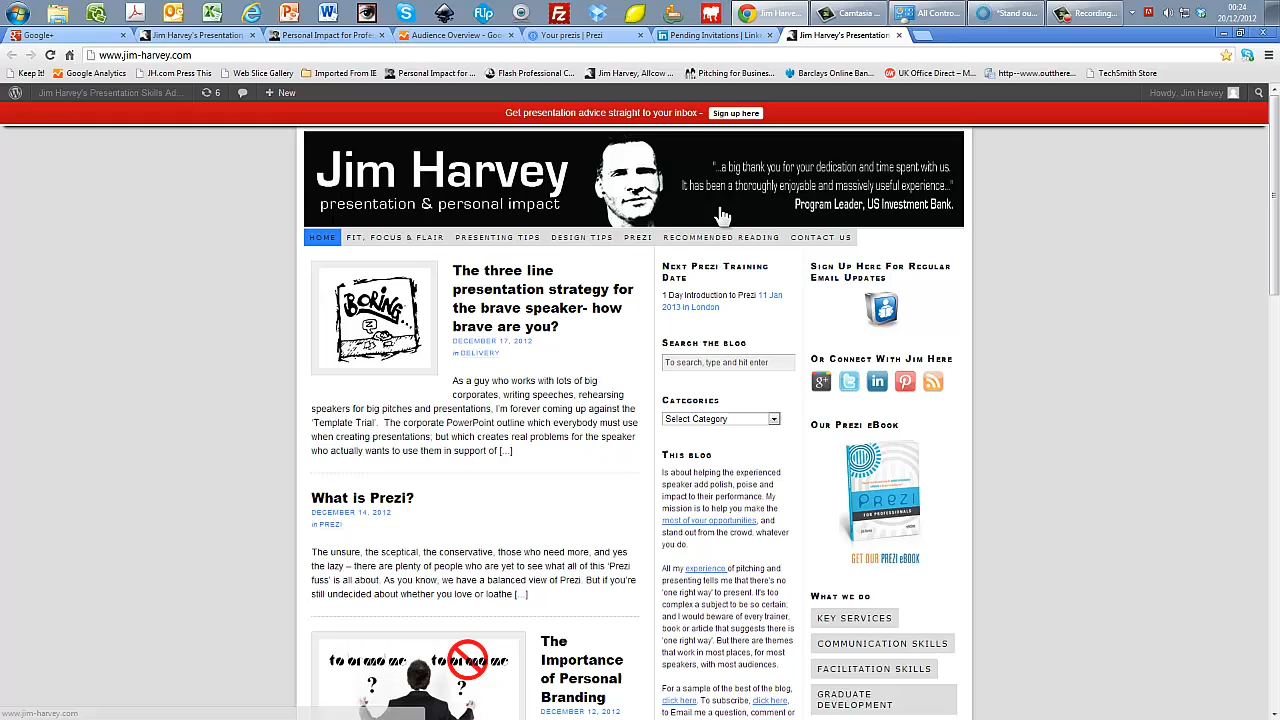 Jim Harve...
Camtasia ...
All Contro...
"Stand ou...
Recording...
00:24
20/12/2012
Google+
Jim Harvey's Presentation
Personal Impact for Profe
Audience Overview - Goo
Your prezis | Prezi
Pending Invitations | Link
Jim Harvey's Presentation
www.jim-harvey.com
Keep It!
Google Analytics
JH.com Press This
Web Slice Gallery
Imported From IE
Personal Impact for ...
Flash Professional C...
Jim Harvey, Allcow ...
Pitching for Busines...
Barclays Online Ban...
UK Office Direct – M...
http--www.outthere...
TechSmith Store
Jim Harvey's Presentation Skills Ad...
6
+ New
Howdy, Jim Harvey
Get presentation advice straight to your inbox - Sign up here
Jim Harvey
presentation & personal impact
"...a big thank you for your dedication and time spent with us.
It has been a thoroughly enjoyable and massively useful experience..."
Program Leader, US Investment Bank.
HOME
FIT, FOCUS & FLAIR
PRESENTING TIPS
DESIGN TIPS
PREZI
RECOMMENDED READING
CONTACT US
BORING...
The three line
presentation strategy for
the brave speaker- how
brave are you?
DECEMBER 17, 2012
in DELIVERY
As a guy who works with lots of big
corporates, writing speeches, rehearsing
speakers for big pitches and presentations, I'm forever coming up against the
'Template Trial'. The corporate PowerPoint outline which everybody must use
when creating presentations; but which creates real problems for the speaker
who actually wants to use them in support of [...]
What is Prezi?
DECEMBER 14, 2012
in PREZI
The unsure, the sceptical, the conservative, those who need more, and yes
the lazy – there are plenty of people who are yet to see what all of this 'Prezi
fuss' is all about. As you know, we have a balanced view of Prezi. But if you're
still undecided about whether you love or loathe [...]
The
Importance
of Personal
Branding
DECEMBER 12, 2012
Next Prezi Training
Date
1 Day Introduction to Prezi 11 Jan
2013 in London
Search the blog
To search, type and hit enter
Categories
Select Category
This blog
Is about helping the experienced
speaker add polish, poise and
impact to their performance. My
mission is to help you make the
most of your opportunities, and
stand out from the crowd, whatever
you do.
All my experience of pitching and
presenting tells me that there's no
'one right way' to present. It's too
complex a subject to be so certain;
and I would beware of every trainer,
book or article that suggests there is
'one right way'. But there are themes
that work in most places, for most
speakers, with most audiences.
For a sample of the best of the blog,
click here. To subscribe, click here,
to Email me a question, comment or
Sign Up Here For Regular
Email Updates
Or Connect With Jim Here
Our Prezi eBook
PREZI
FOR PROFESSIONALS
GET OUR PREZI eBOOK
What we do
KEY SERVICES
COMMUNICATION SKILLS
FACILITATION SKILLS
GRADUATE
DEVELOPMENT
www.jim-harvey.com